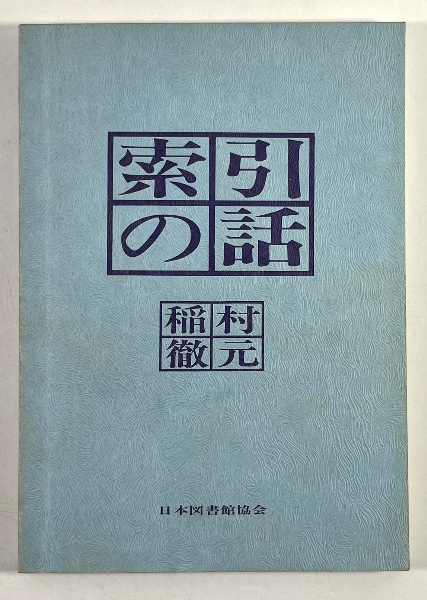 索引
の話
稲村
徹元
日本図書館協会